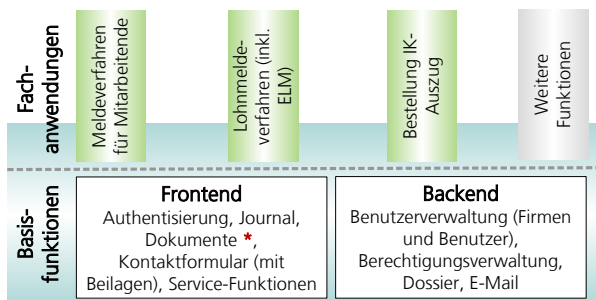 Fach-
anwendungen
Meldeverfahren
für Mitarbeitende
Lohnmelde-
verfahren (inkl.
ELM)
Bestellung IK-
Auszug
Weitere
Funktionen
Basis-
funktionen
Frontend
Authentisierung, Journal,
Dokumente *,
Kontaktformular (mit
Beilagen), Service-Funktionen
Backend
Benutzerverwaltung (Firmen
und Benutzer),
Berechtigungsverwaltung,
Dossier, E-Mail